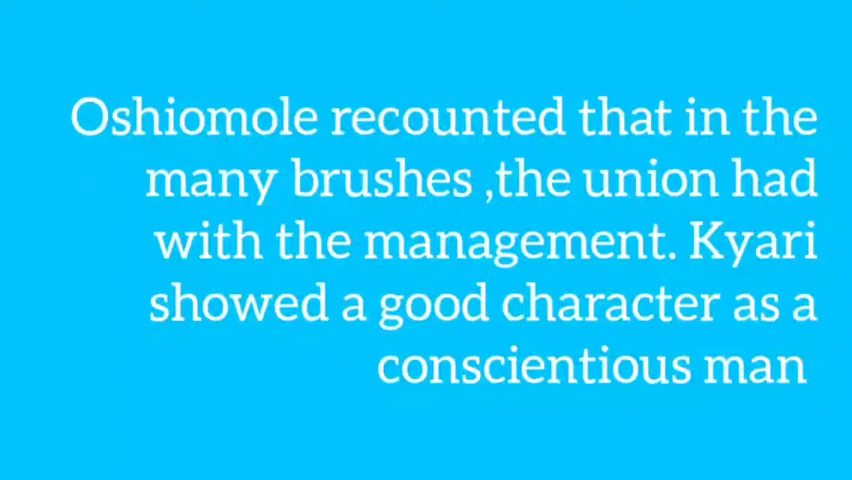 Oshiomole recounted that in the
many brushes ,the union had
with the management. Kyari
showed a good character as a
conscientious man